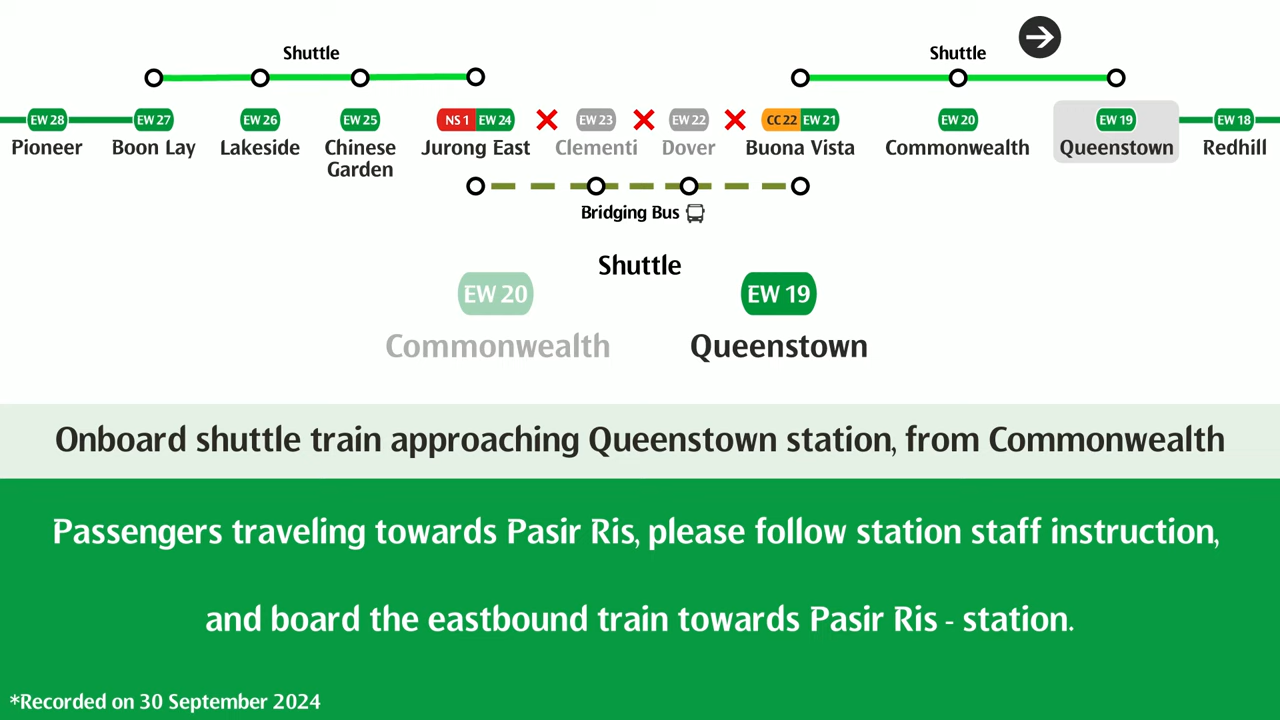 Shuttle
Shuttle
EW 28
EW 27
EW 26
EW 25
NS 1 EW 24
EW 23
EW 22
CC 22 EW 21
EW 20
EW 19
EW 18
Pioneer
Boon Lay
Lakeside
Chinese
Garden
Jurong East
Clementi
Dover
Buona Vista
Commonwealth
Queenstown
Redhill
Bridging Bus
Shuttle
EW 20
EW 19
Commonwealth
Queenstown
Onboard shuttle train approaching Queenstown station, from Commonwealth
Passengers traveling towards Pasir Ris, please follow station staff instruction,
and board the eastbound train towards Pasir Ris - station.
*Recorded on 30 September 2024